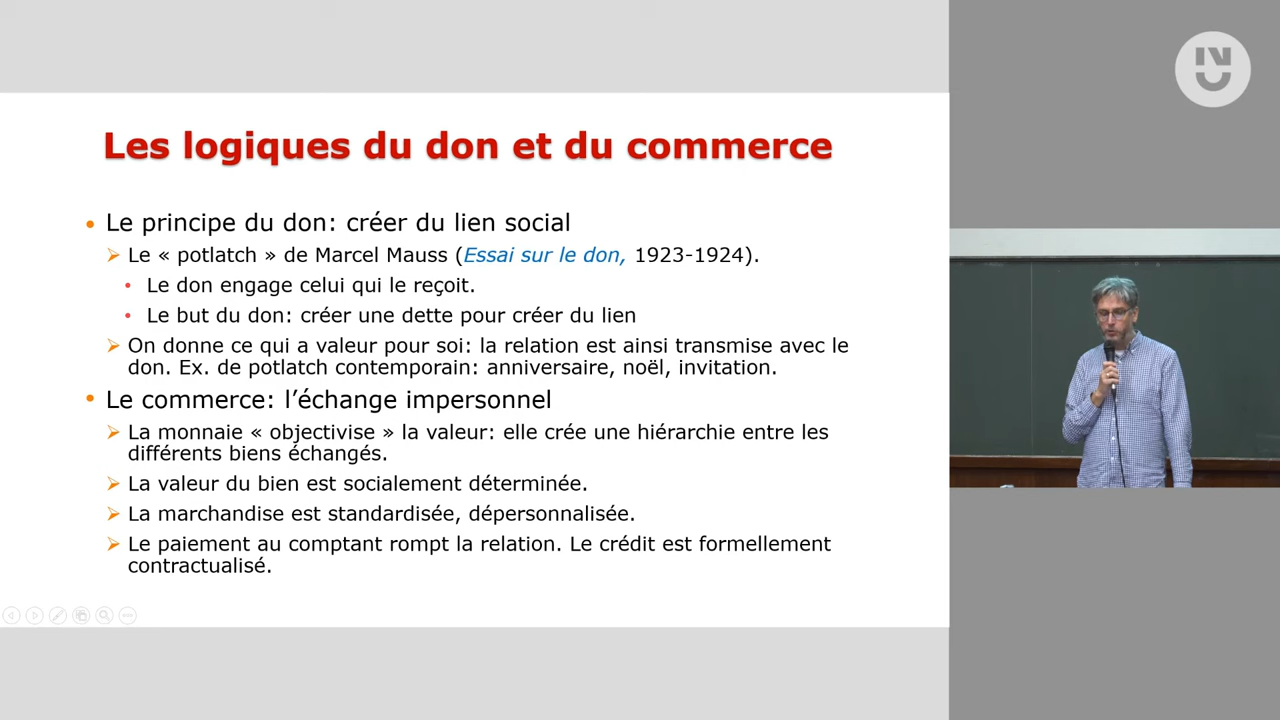 Les logiques du don et du commerce
• Le principe du don: créer du lien social
➢ Le « potlatch » de Marcel Mauss (Essai sur le don, 1923-1924).
• Le don engage celui qui le reçoit.
• Le but du don: créer une dette pour créer du lien
➢ On donne ce qui a valeur pour soi: la relation est ainsi transmise avec le
don. Ex. de potlatch contemporain: anniversaire, noël, invitation.
• Le commerce: l’échange impersonnel
➢ La monnaie « objectivise » la valeur: elle crée une hiérarchie entre les
différents biens échangés.
➢ La valeur du bien est socialement déterminée.
➢ La marchandise est standardisée, dépersonnalisée.
➢ Le paiement au comptant rompt la relation. Le crédit est formellement
contractualisé.